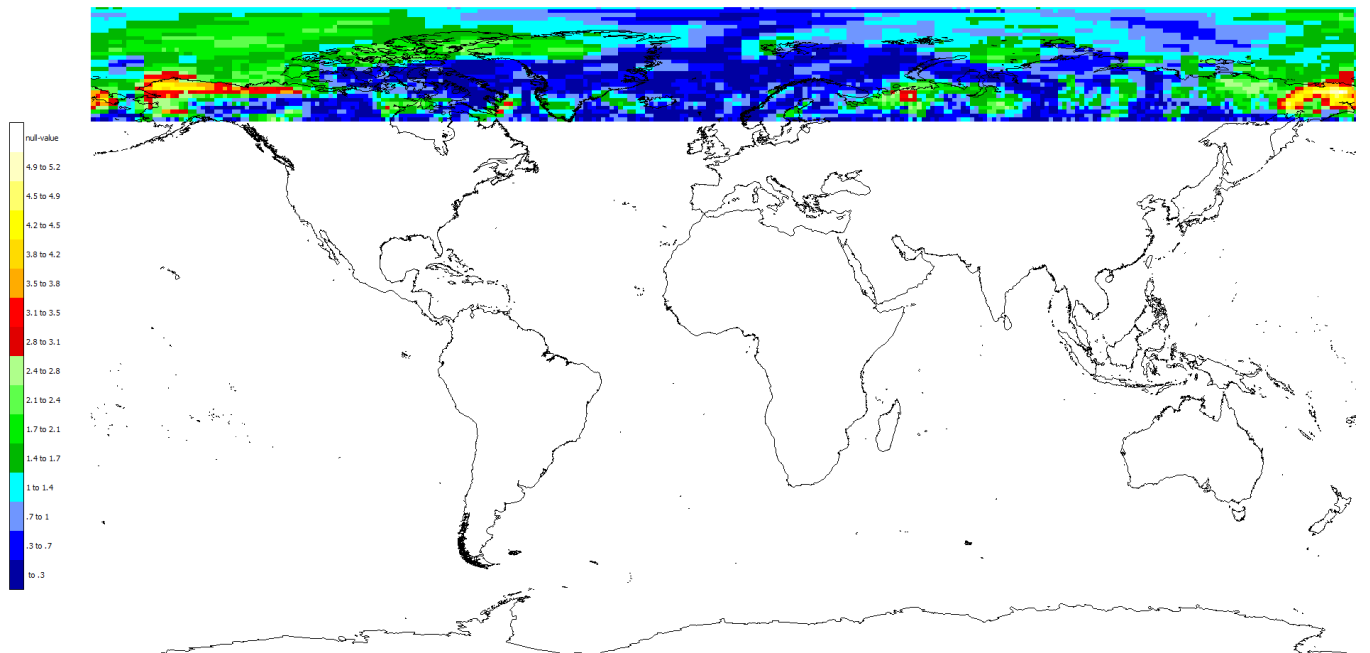 null-value
4.9 to 5.2
4.5 to 4.9
4.2 to 4.5
3.8 to 4.2
3.5 to 3.8
3.1 to 3.5
2.8 to 3.1
2.4 to 2.8
2.1 to 2.4
1.7 to 2.1
1.4 to 1.7
1 to 1.4
.7 to 1
.3 to .7
to .3